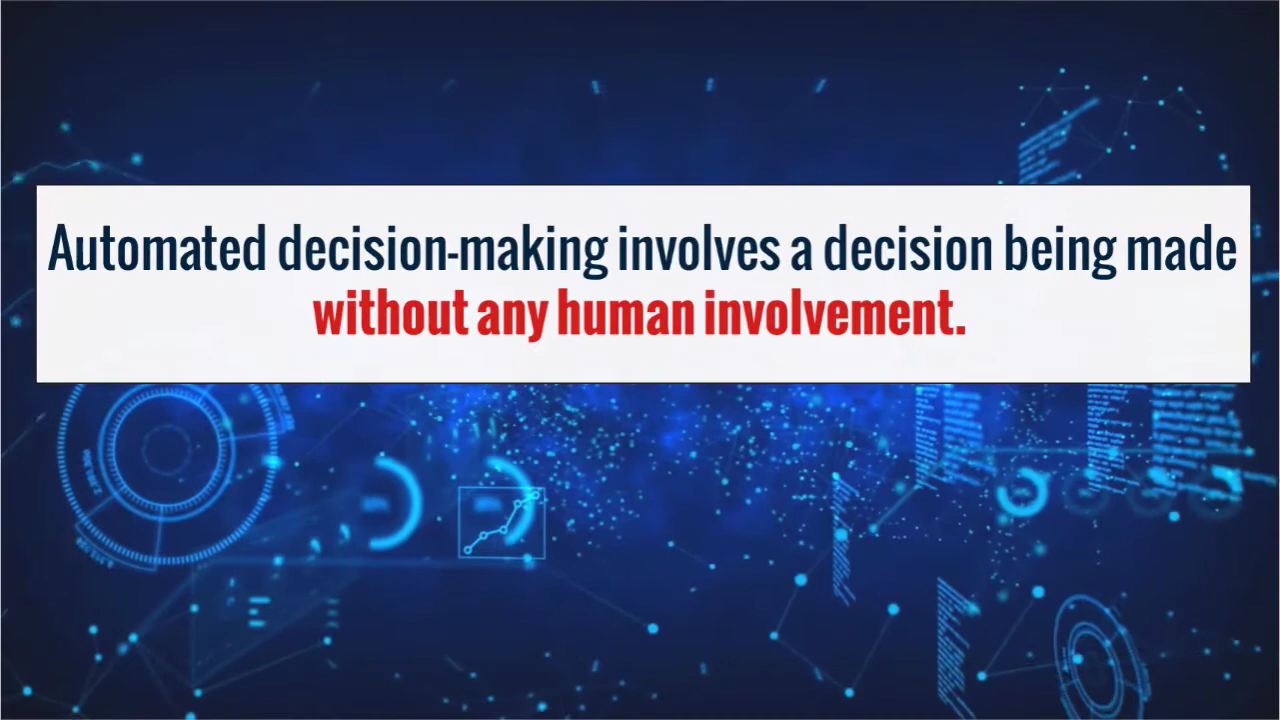 Automated decision-making involves a decision being made
without any human involvement.